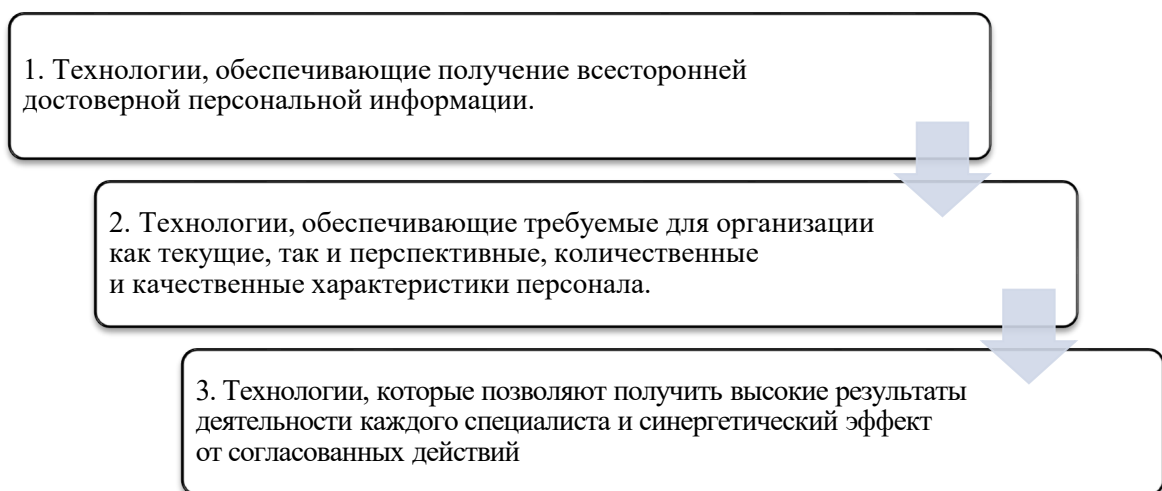 1. Технологии, обеспечивающие получение всесторонней
достоверной персональной информации.
2. Технологии, обеспечивающие требуемые для организации
как текущие, так и перспективные, количественные
и качественные характеристики персонала.
3. Технологии, которые позволяют получить высокие результаты
деятельности каждого специалиста и синергетический эффект
от согласованных действий